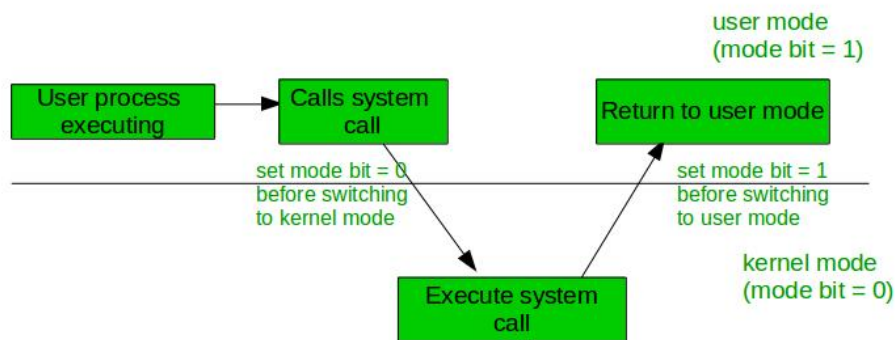 user mode
(mode bit = 1)
User process
executing
Calls system
call
Return to user mode
set mode bit = 0
before switching
to kernel mode
set mode bit = 1
before switching
to user mode
kernel mode
(mode bit = 0)
Execute system
call